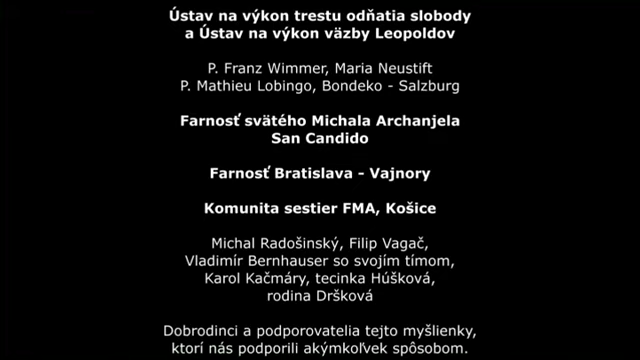 Ústav na výkon trestu odňatia slobody
a Ústav na výkon väzby Leopoldov
P. Franz Wimmer, Maria Neustift
P. Mathieu Lobingo, Bondeko - Salzburg
Farnosť svätého Michala Archanjela
San Candido
Farnosť Bratislava - Vajnory
Komunita sestier FMA, Košice
Michal Radošinský, Filip Vagač,
Vladimír Bernhauser so svojím tímom,
Karol Kačmáry, tecinka Húšková,
rodina Dršková
Dobrodinci a podporovatelia tejto myšlienky,
ktorí nás podporili akýmkoľvek spôsobom.